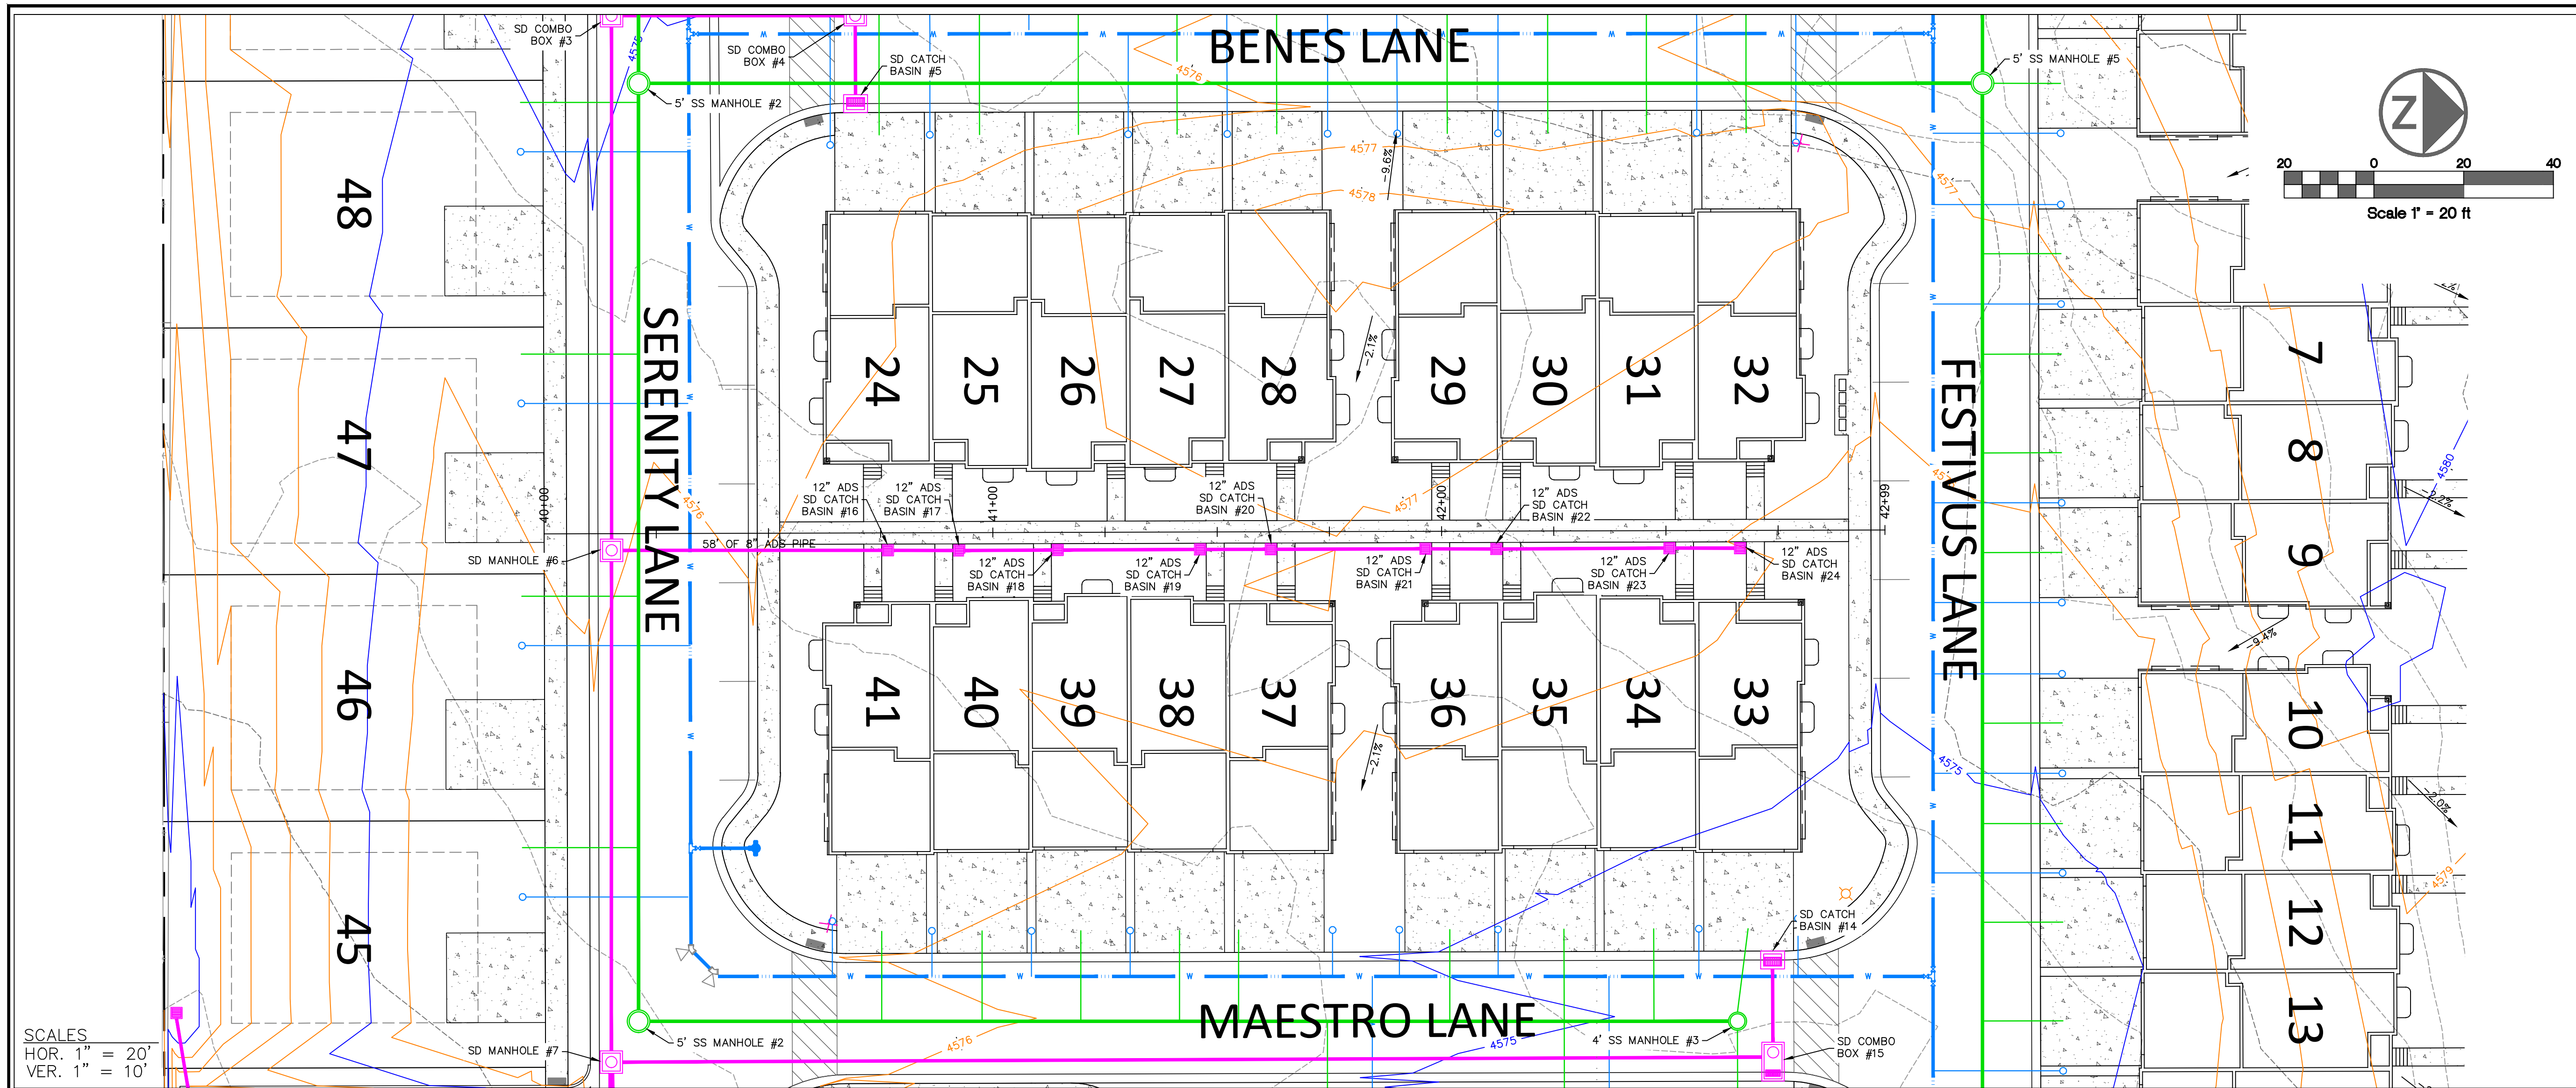 SD COMBO
BOX #3
4575
SD COMBO
BOX #4
SD CATCH
BASIN #5
BENES LANE
4576
5' SS MANHOLE #2
5' SS MANHOLE #5
Z
20 0 20 40
Scale 1" = 20 ft
4577
4578
-9.6%
4577
48
47
46
45
SERENITY LANE
24
25
26
27
28
-2.1%
29
30
31
32
FESTIVUS LANE
7
8
9
10
11
12
13
4580
-2.2%
-9.4%
-2.0%
4579
40+00
4576
12" ADS
SD CATCH
BASIN #16
12" ADS
SD CATCH
BASIN #17
41+00
12" ADS
SD CATCH
BASIN #20
4577
42+00
12" ADS
SD CATCH
BASIN #22
42+99
SD MANHOLE #6
58' OF 8" ADS PIPE
12" ADS
SD CATCH
BASIN #18
12" ADS
SD CATCH
BASIN #19
12" ADS
SD CATCH
BASIN #21
12" ADS
SD CATCH
BASIN #23
12" ADS
SD CATCH
BASIN #24
41
40
39
38
37
-2.1%
36
35
34
33
4575
SD CATCH
BASIN #14
MAESTRO LANE
4576
4575
5' SS MANHOLE #2
4' SS MANHOLE #3
SD MANHOLE #7
SD COMBO
BOX #15
SCALES
HOR. 1" = 20'
VER. 1" = 10'
W